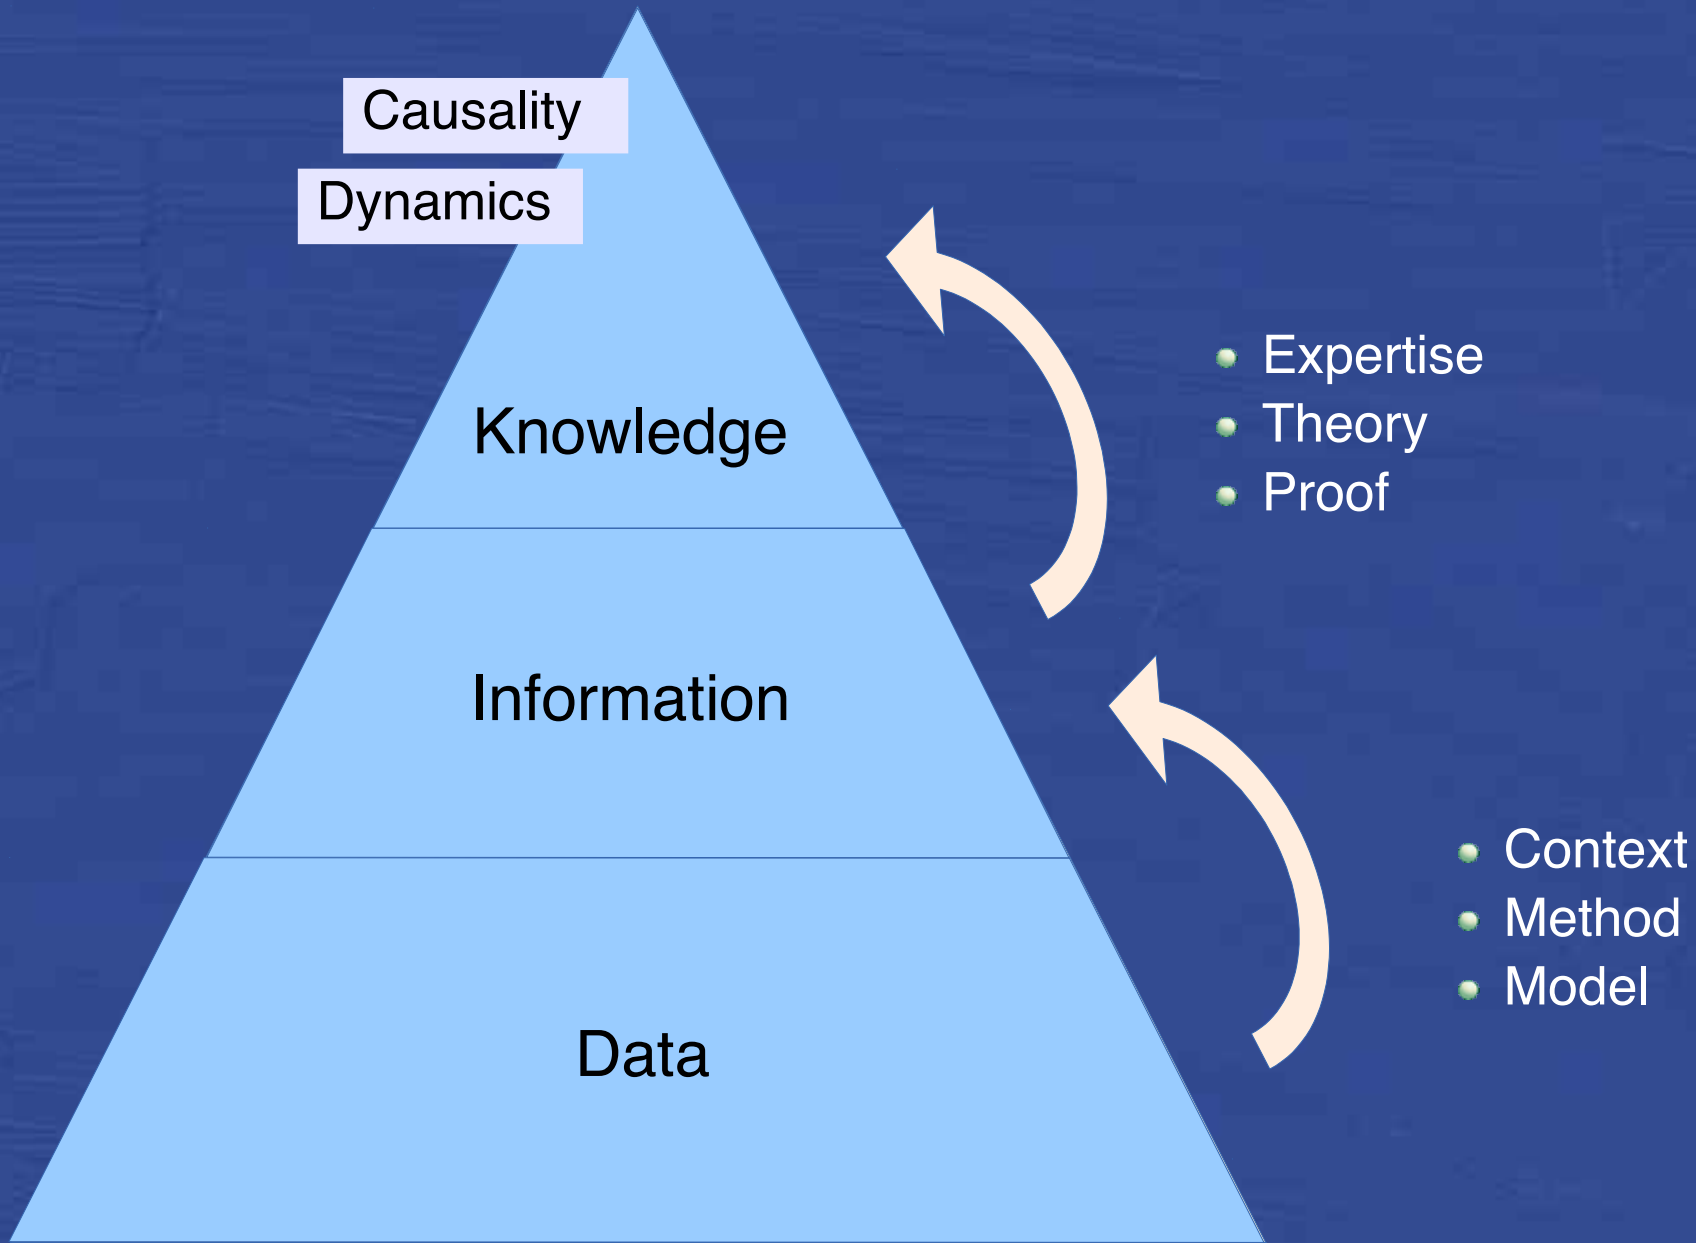 Causality
Dynamics
Knowledge
Information
Data
Expertise
Theory
Proof
Context
Method
Model